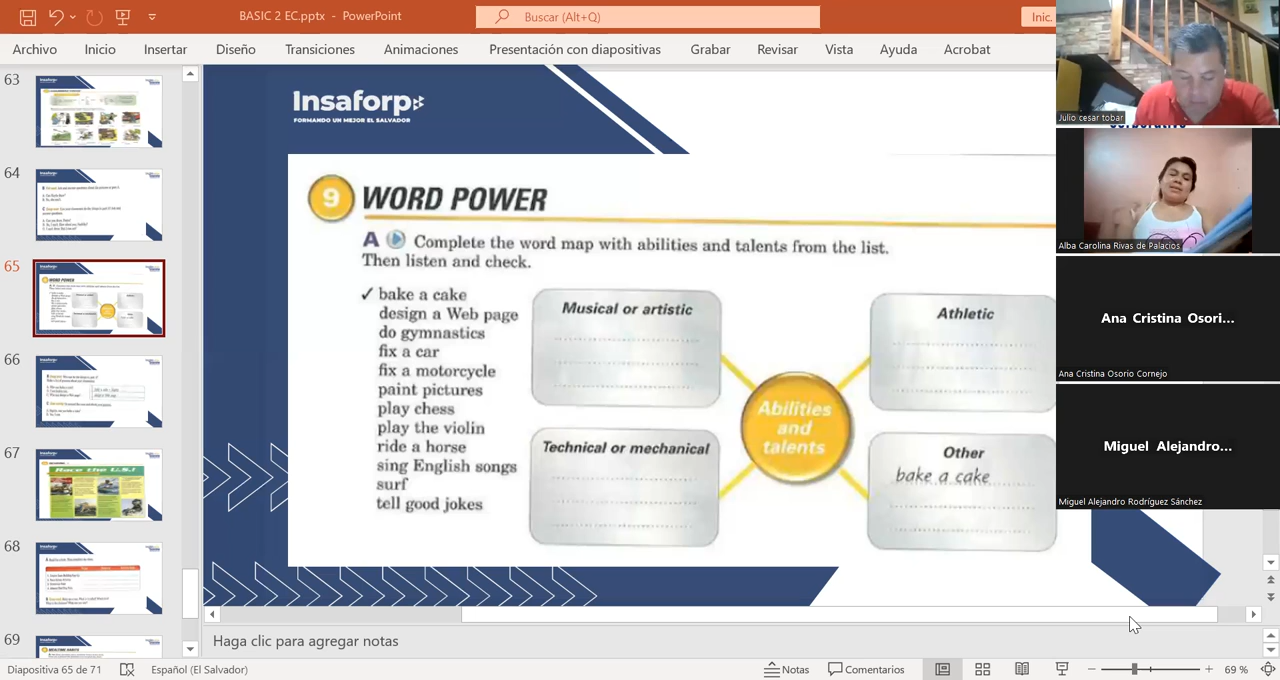 BASIC 2 EC.pptx - PowerPoint
Buscar (Alt+Q)
Inic.
Archivo Inicio Insertar Diseño Transiciones Animaciones Presentación con diapositivas Grabar Revisar Vista Ayuda Acrobat
63
64
65
66
67
68
69
Insaforp
FORMANDO UN MEJOR EL SALVADOR
9 WORD POWER
A Complete the word map with abilities and talents from the list.
Then listen and check.
✓ bake a cake
design a Web page
do gymnastics
fix a car
fix a motorcycle
paint pictures
play chess
play the violin
ride a horse
sing English songs
surf
tell good jokes
Musical or artistic
Athletic
Abilities
and
talents
Technical or mechanical
Other
bake a cake
Julio cesar tobar
Alba Carolina Rivas de Palacios
Ana Cristina Osori...
Ana Cristina Osorio Cornejo
Miguel Alejandro...
Miguel Alejandro Rodríguez Sánchez
Haga clic para agregar notas
Diapositiva 65 de 71
Español (El Salvador)
Notas
Comentarios
69 %